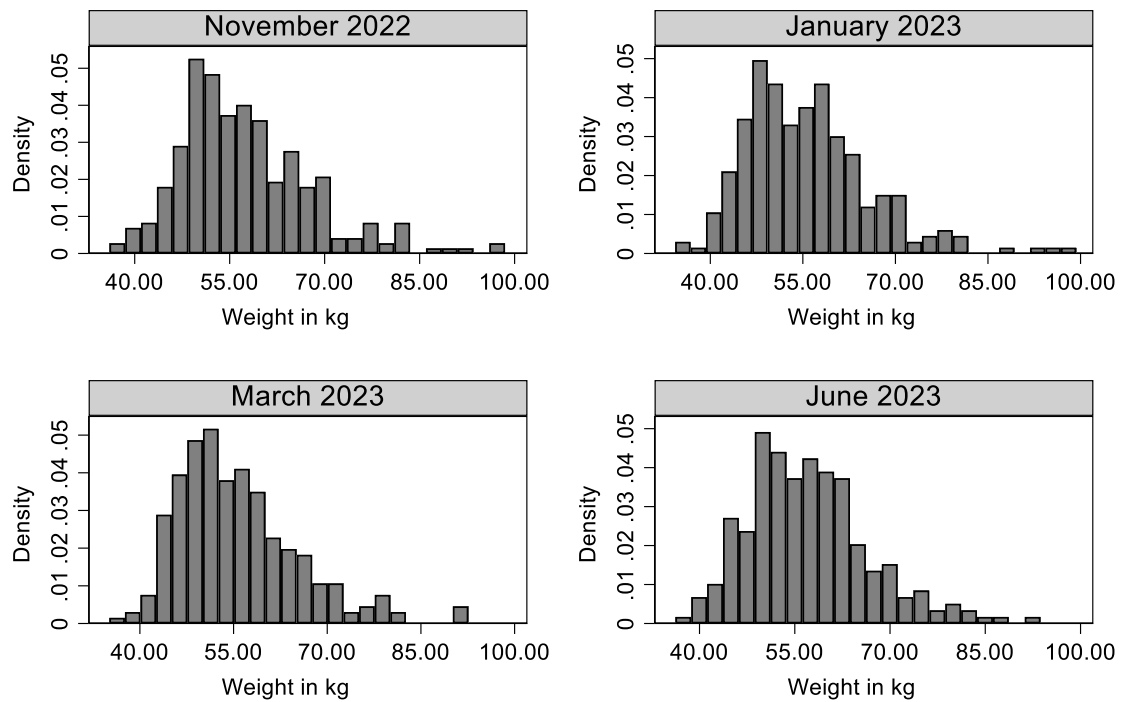 November 2022
Density
0 .01 .02 .03 .04 .05
40.00 55.00 70.00 85.00 100.00
Weight in kg
January 2023
Density
0 .01 .02 .03 .04 .05
40.00 55.00 70.00 85.00 100.00
Weight in kg
March 2023
Density
0 .01 .02 .03 .04 .05
40.00 55.00 70.00 85.00 100.00
Weight in kg
June 2023
Density
0 .01 .02 .03 .04 .05
40.00 55.00 70.00 85.00 100.00
Weight in kg